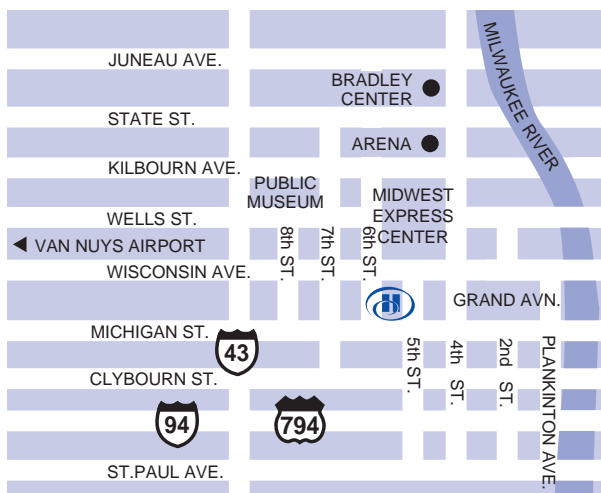 JUNEAU AVE.
MILWAUKEE RIVER
BRADLEY
CENTER
STATE ST.
ARENA
KILBOURN AVE.
PUBLIC
MUSEUM
MIDWEST
EXPRESS
CENTER
WELLS ST.
8th ST.
7th ST.
6th ST.
VAN NUYS AIRPORT
WISCONSIN AVE.
H
GRAND AVN.
MICHIGAN ST.
43
5th ST.
4th ST.
2nd ST.
PLANKINTON AVE.
CLYBOURN ST.
94
794
ST.PAUL AVE.